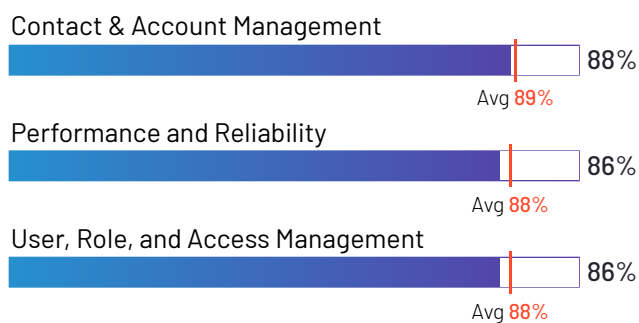 Contact & Account Management
88%
Avg 89%
Performance and Reliability
86%
Avg 88%
User, Role, and Access Management
86%
Avg 88%